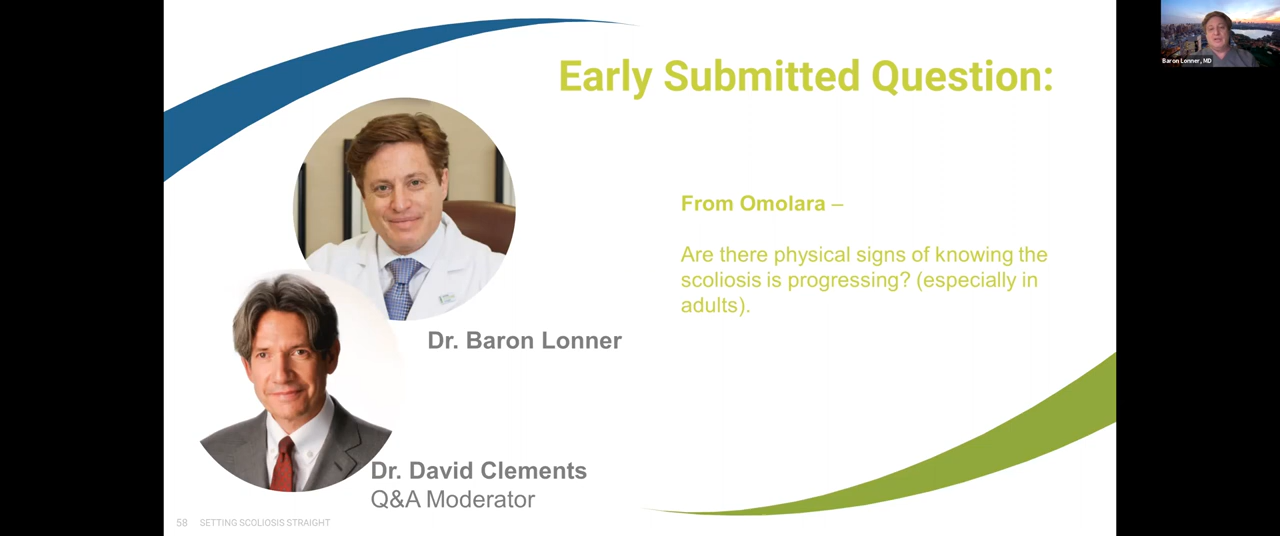 Early Submitted Question:
Baron Lonner, MD
From Omolara –
Are there physical signs of knowing the
scoliosis is progressing? (especially in
adults).
Dr. Baron Lonner
Dr. David Clements
Q&A Moderator
58 SETTING SCOLIOSIS STRAIGHT